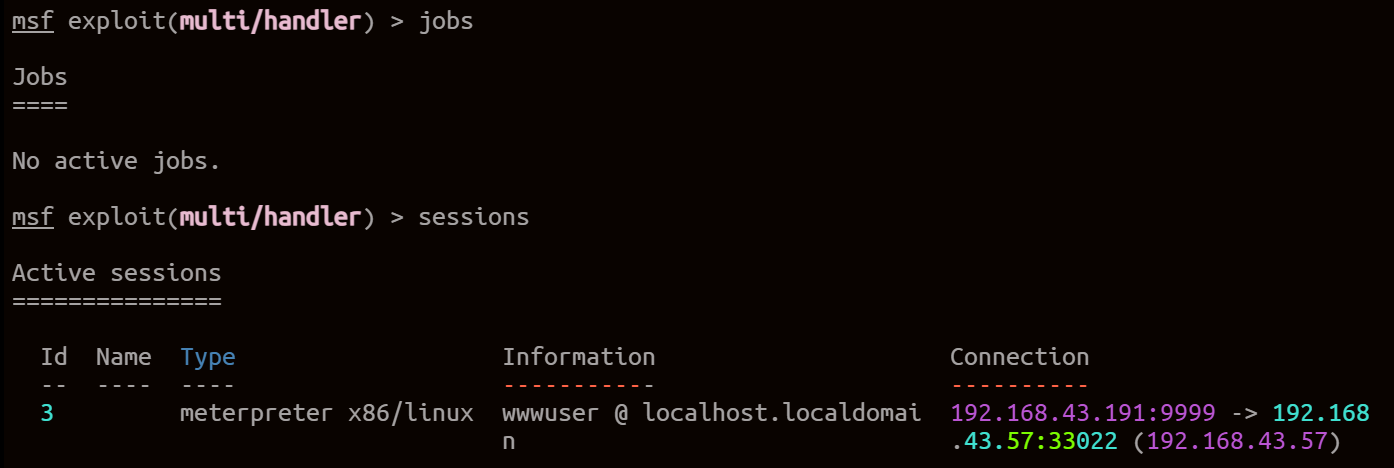 msf exploit(multi/handler) > jobs
Jobs
====
No active jobs.
msf exploit(multi/handler) > sessions
Active sessions
===============
Id  Name  Type                   Information                     Connection
--  ----  ----                   -----------                     ----------
3         meterpreter x86/linux  wwwuser @ localhost.localdomai  192.168.43.191:9999 -> 192.168
n                               .43.57:33022 (192.168.43.57)